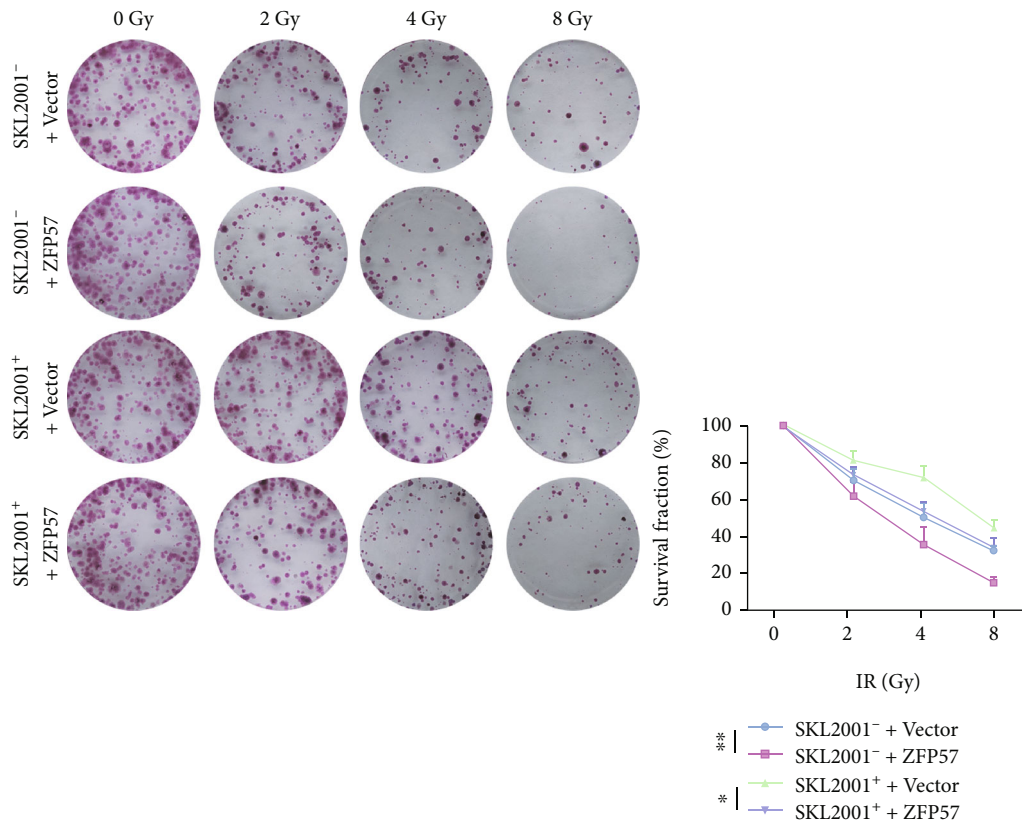 0 Gy 2 Gy 4 Gy 8 Gy
SKL2001⁻
+ Vector
SKL2001⁻
+ ZFP57
SKL2001⁺
+ Vector
SKL2001⁺
+ ZFP57
Survival fraction (%)
100
80
60
40
20
0
0 2 4 8
IR (Gy)
** SKL2001⁻ + Vector
SKL2001⁻ + ZFP57
* SKL2001⁺ + Vector
SKL2001⁺ + ZFP57